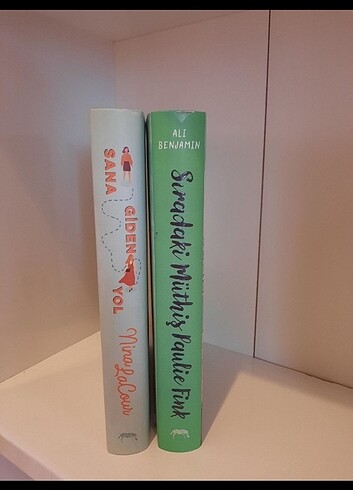 SANA
GİDEN
YOL
Nina LaCour
ALI
BENJAMIN
Sıradaki Müthiş Paulie Fink